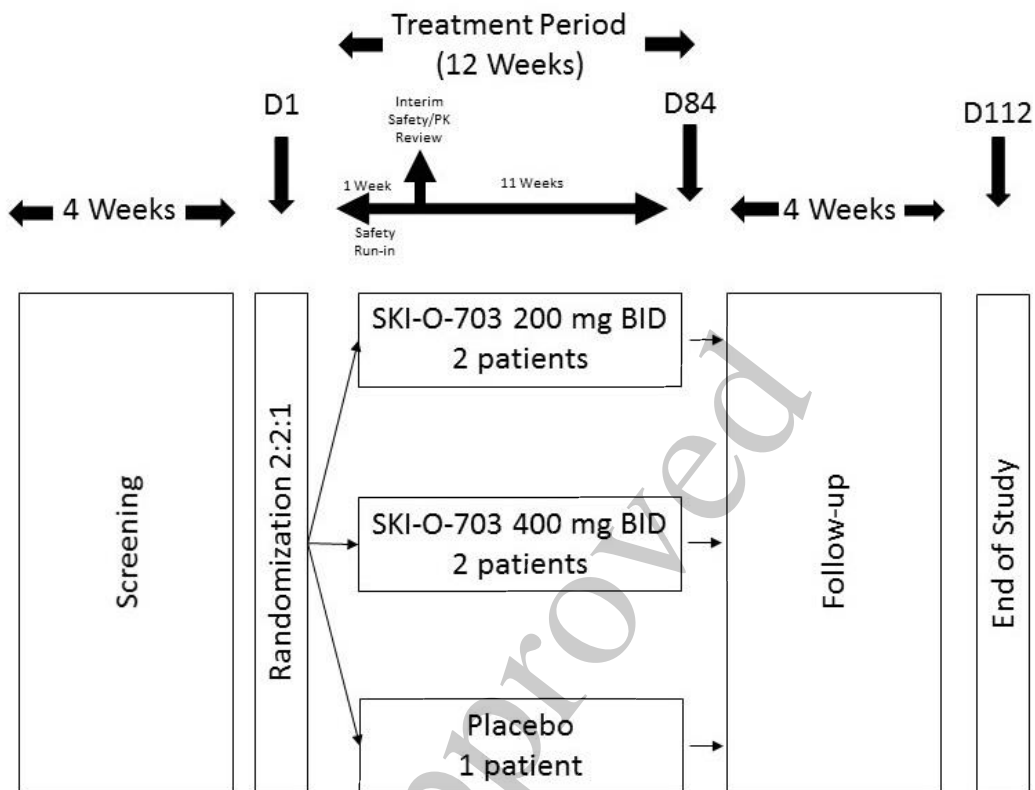 Treatment Period
(12 Weeks)
D1
Interim
Safety/PK
Review
D84
D112
4 Weeks
1 Week
11 Weeks
4 Weeks
Safety
Run-in
Screening
Randomization 2:2:1
SKI-O-703 200 mg BID
2 patients
SKI-O-703 400 mg BID
2 patients
Placebo
1 patient
Follow-up
End of Study